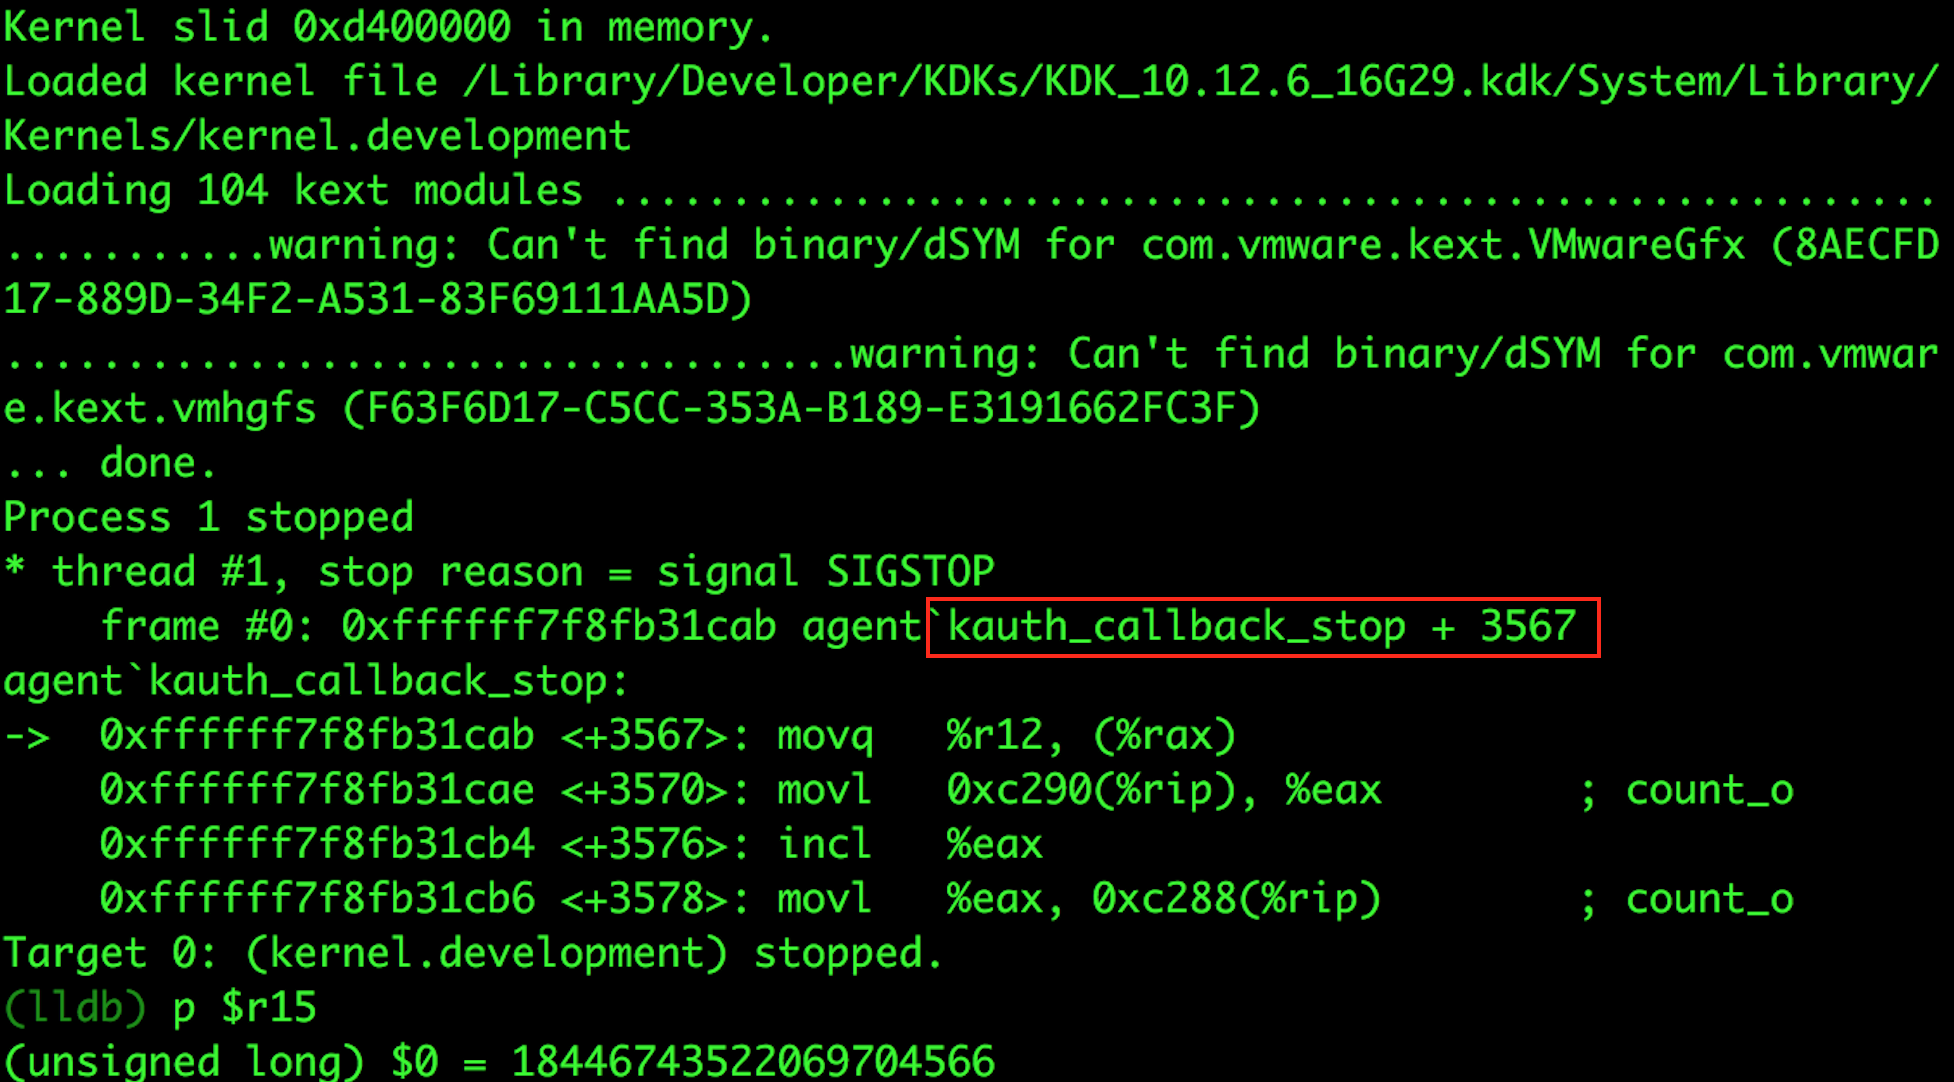 Kernel slid 0xd400000 in memory.
Loaded kernel file /Library/Developer/KDKs/KDK_10.12.6_16G29.kdk/System/Library/
Kernels/kernel.development
Loading 104 kext modules .......................................................
...........warning: Can't find binary/dSYM for com.vmware.kext.VMwareGfx (8AECFD
17-889D-34F2-A531-83F69111AA5D)
...................................warning: Can't find binary/dSYM for com.vmwar
e.kext.vmhgfs (F63F6D17-C5CC-353A-B189-E3191662FC3F)
... done.
Process 1 stopped
* thread #1, stop reason = signal SIGSTOP
    frame #0: 0xffffff7f8fb31cab agent`kauth_callback_stop + 3567
agent`kauth_callback_stop:
->  0xffffff7f8fb31cab <+3567>: movq   %r12, (%rax)
    0xffffff7f8fb31cae <+3570>: movl   0xc290(%rip), %eax        ; count_o
    0xffffff7f8fb31cb4 <+3576>: incl   %eax
    0xffffff7f8fb31cb6 <+3578>: movl   %eax, 0xc288(%rip)        ; count_o
Target 0: (kernel.development) stopped.
(lldb) p $r15
(unsigned long) $0 = 18446743522069704566